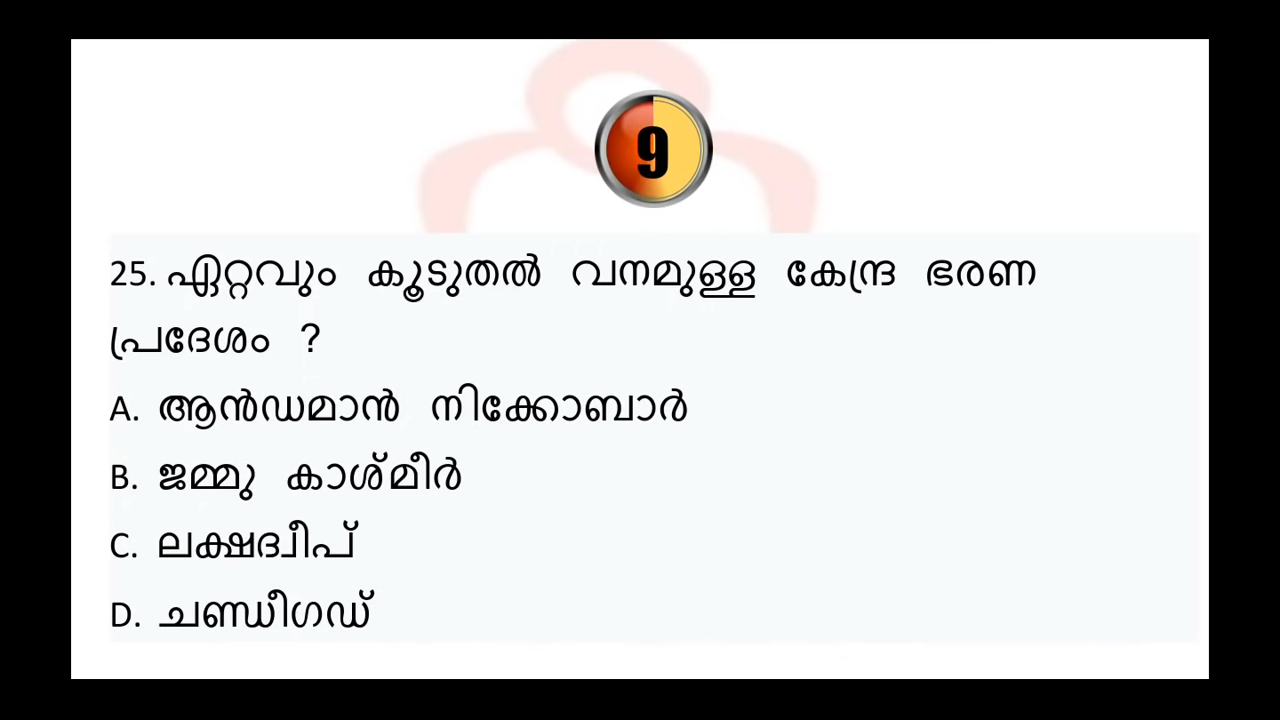 9
25. ഏറ്റവും കൂടുതൽ വനമുള്ള കേന്ദ്ര ഭരണ
പ്രദേശം ?
A. ആൻഡമാൻ നിക്കോബാർ
B. ജമ്മു കാശ്മീർ
C. ലക്ഷദ്വീപ്
D. ചണ്ഡീഗഡ്